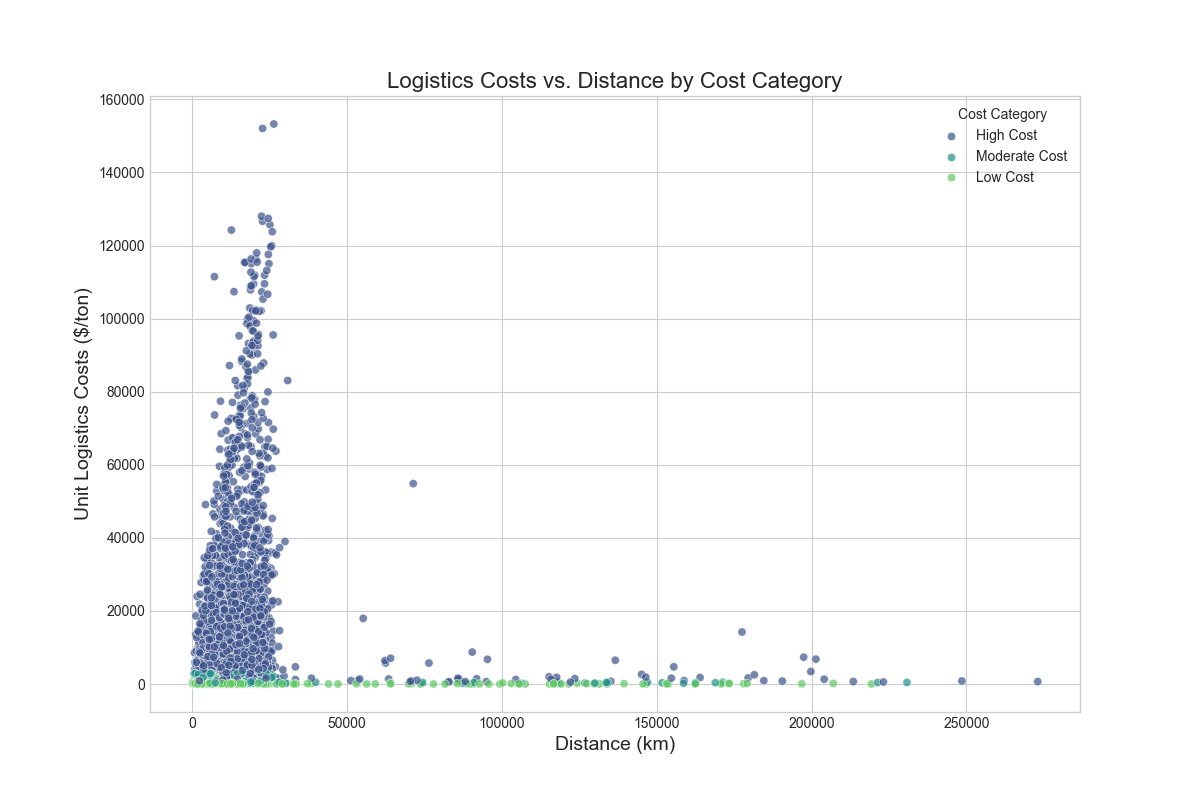 Logistics Costs vs. Distance by Cost Category
Unit Logistics Costs ($/ton)
160000
140000
120000
100000
80000
60000
40000
20000
0
Cost Category
High Cost
Moderate Cost
Low Cost
0
50000
100000
150000
200000
250000
Distance (km)